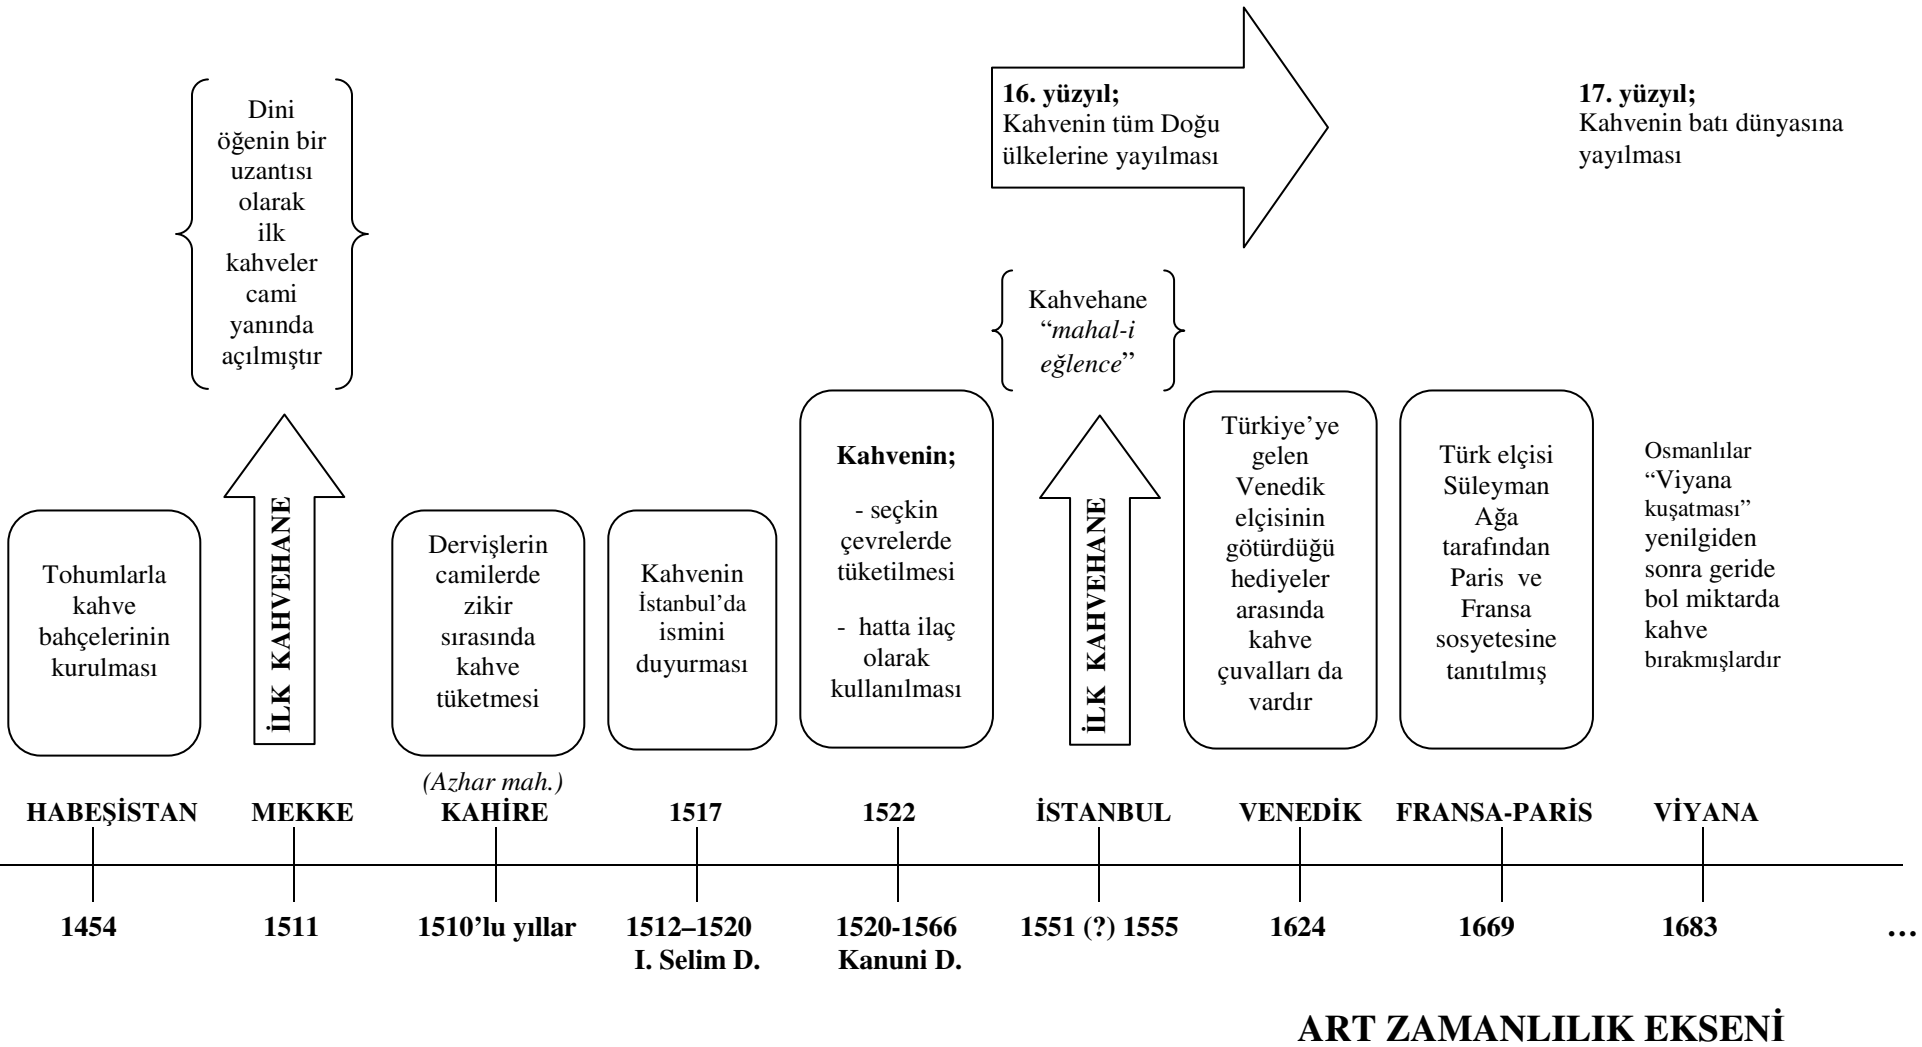 16. yüzyıl;
Kahvenin tüm Doğu
ülkelerine yayılması
17. yüzyıl;
Kahvenin batı dünyasına
yayılması
Dini
öğenin bir
uzantısı
olarak
ilk
kahveler
cami
yanında
açılmıştır
Kahvehane
“mahal-i
eğlence”
Tohumlarla
kahve
bahçelerinin
kurulması
İLK KAHVEHANE
Dervişlerin
camilerde
zikir
sırasında
kahve
tüketmesi
Kahvenin
İstanbul’da
ismini
duyurması
Kahvenin;
- seçkin
çevrelerde
tüketilmesi
- hatta ilaç
olarak
kullanılması
İLK KAHVEHANE
Türkiye’ye
gelen
Venedik
elçisinin
götürdüğü
hediyeler
arasında
kahve
çuvalları da
vardır
Türk elçisi
Süleyman
Ağa
tarafından
Paris ve
Fransa
sosyetesine
tanıtılmış
Osmanlılar
“Viyana
kuşatması”
yenilgiden
sonra geride
bol miktarda
kahve
bırakmışlardır
(Azhar mah.)
HABEŞİSTAN MEKKE KAHİRE 1517 1522 İSTANBUL VENEDİK FRANSA-PARİS VİYANA
1454 1511 1510’lu yıllar 1512–1520 1520-1566 1551 (?) 1555 1624 1669 1683 …
I. Selim D. Kanuni D.
ART ZAMANLILIK EKSENİ